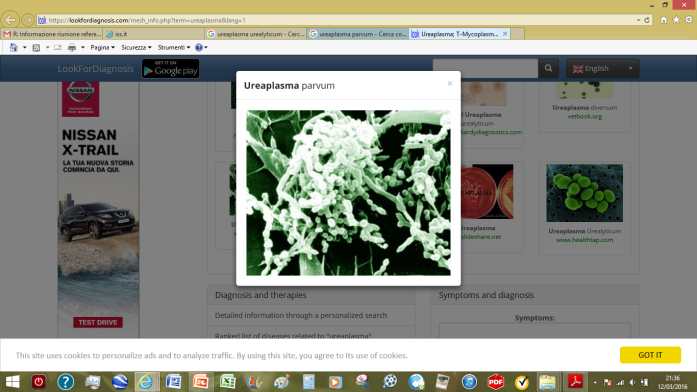 https://lookfordiagnosis.com/mesh_info.php?term=ureaplasma&lang=1
R: Informazione riunione refere...
iss.it
ureaplasma urealyticum - Cerc...
ureaplasma parvum - Cerca co...
Ureaplasma; T-Mycoplasm...
Pagina
Sicurezza
Strumenti
LookForDiagnosis
GET IT ON
Google play
English
Ureaplasma parvum
×
NISSAN
NISSAN
X-TRAIL
LA TUA NUOVA STORIA
COMINCIA DA QUI.
TEST DRIVE
Ureaplasma
urealyticum
hardydiagnostics.com
Ureaplasma diversum
vetbook.org
Ureaplasma
slideshare.net
Ureaplasma Urealyticum
www.healthtap.com
Diagnosis and therapies
Detailed information through a personalized search
Ranked list of diseases related to "ureaplasma"
Symptoms and diagnosis
Symptoms:
This site uses cookies to personalize ads and to analyze traffic. By using this site, you agree to its use of cookies.
GOT IT
PDF
21:36
12/03/2016